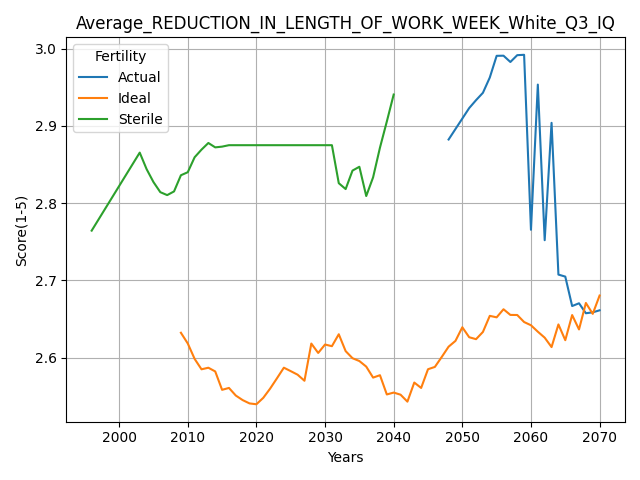 Average_REDUCTION_IN_LENGTH_OF_WORK_WEEK_White_Q3_IQ
Fertility
Actual
Ideal
Sterile
Score(1-5)
3.0
2.9
2.8
2.7
2.6
2000 2010 2020 2030 2040 2050 2060 2070
Years